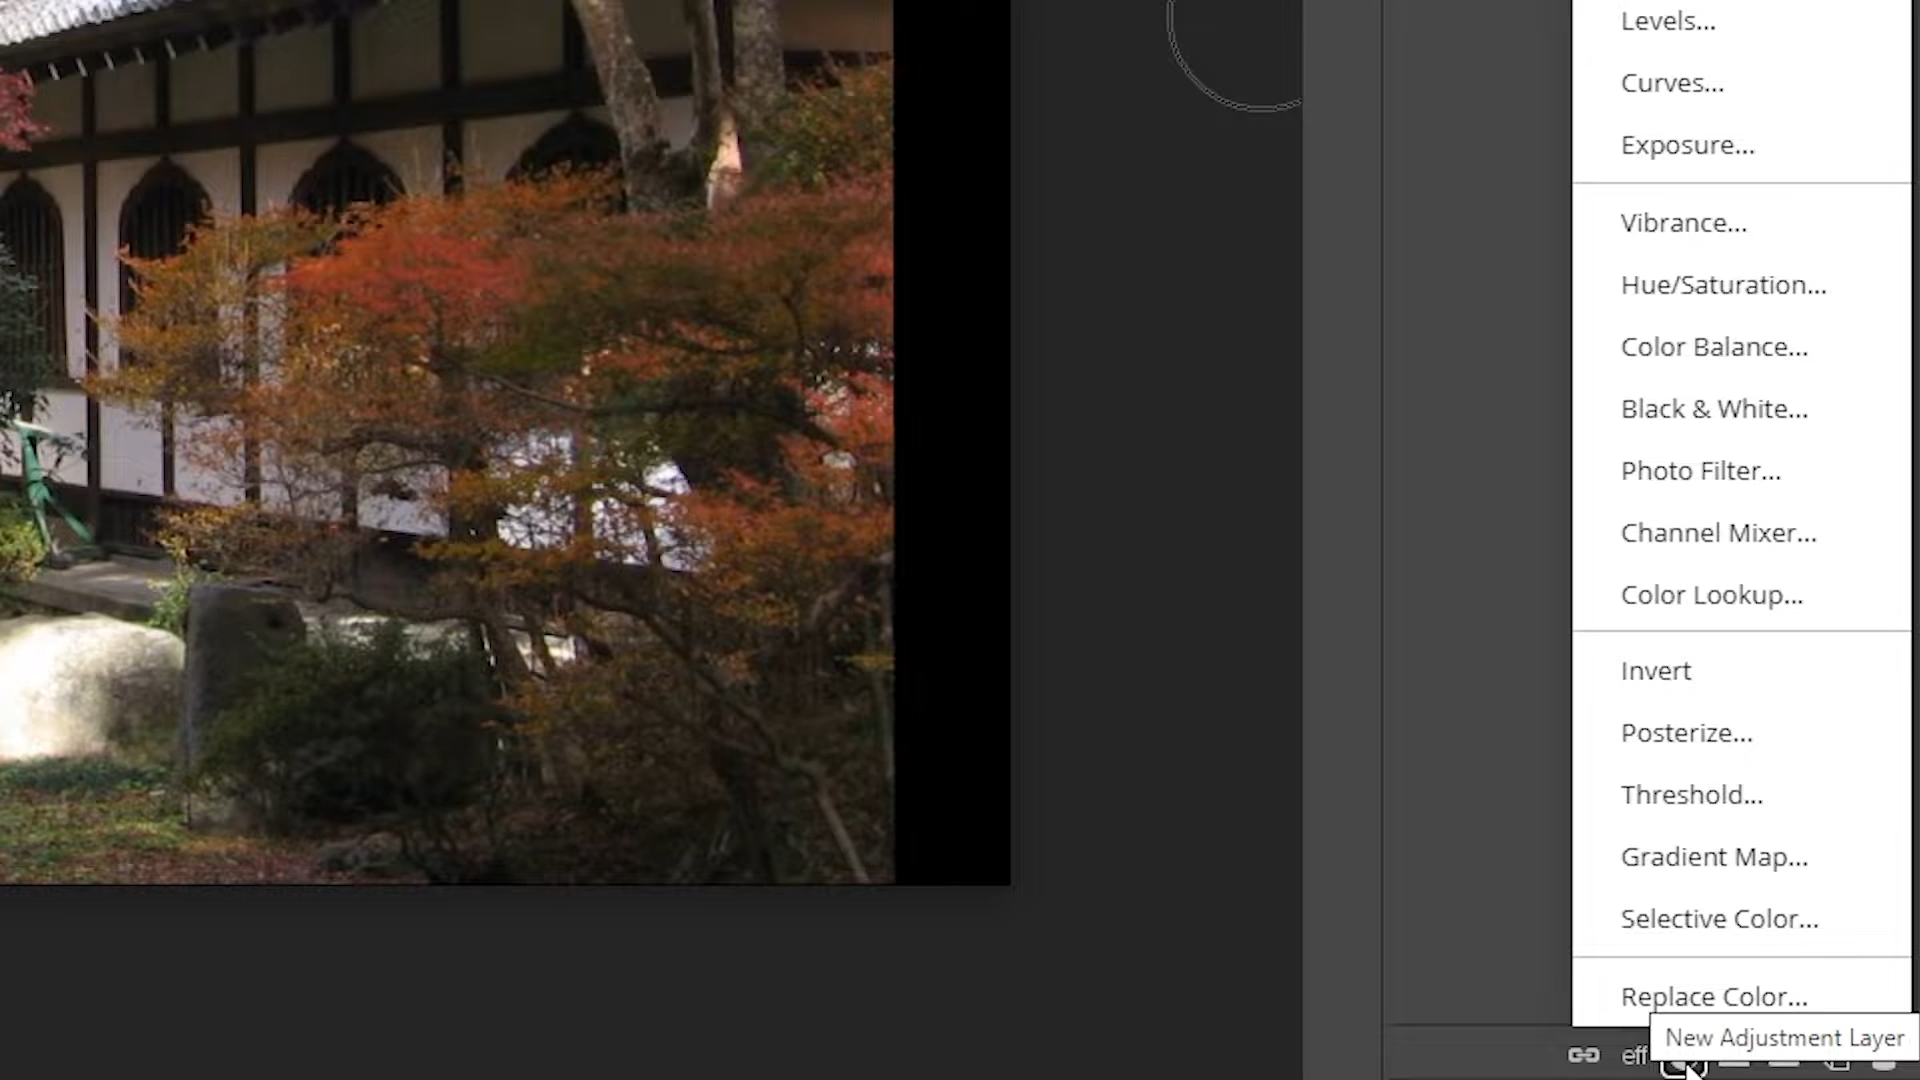 Levels...
Curves...
Exposure...
Vibrance...
Hue/Saturation...
Color Balance...
Black & White...
Photo Filter...
Channel Mixer...
Color Lookup...
Invert
Posterize...
Threshold...
Gradient Map...
Selective Color...
Replace Color...
New Adjustment Layer
eff